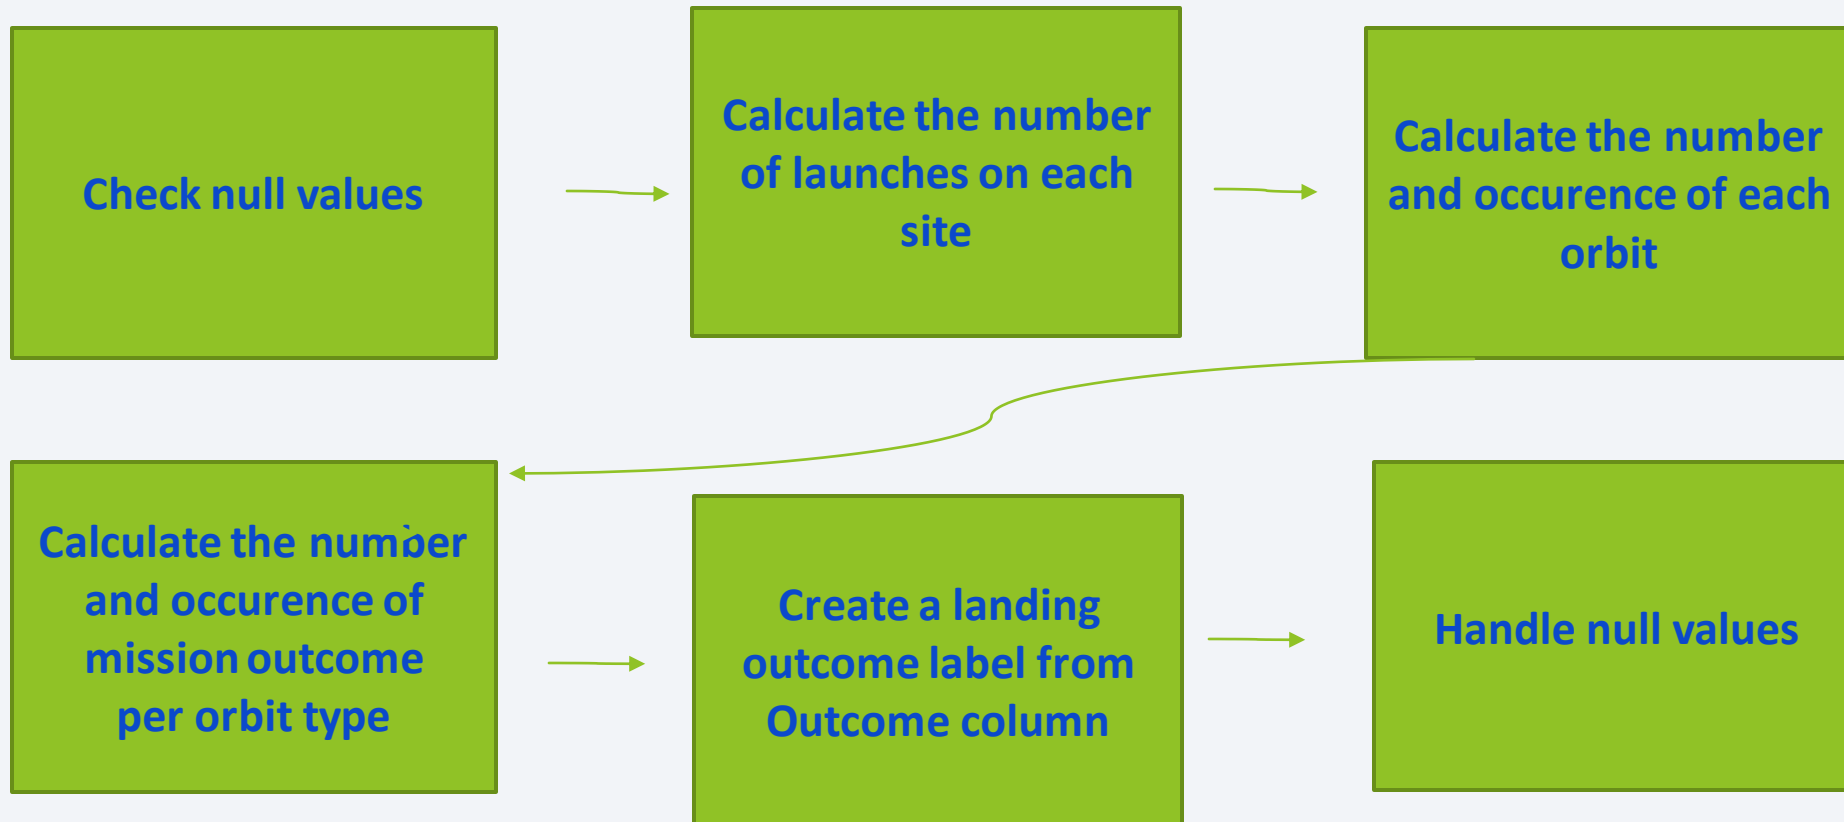 Check null values
Calculate the number
of launches on each
site
Calculate the number
and occurence of each
orbit
Calculate the number
and occurence of
mission outcome
per orbit type
Create a landing
outcome label from
Outcome column
Handle null values